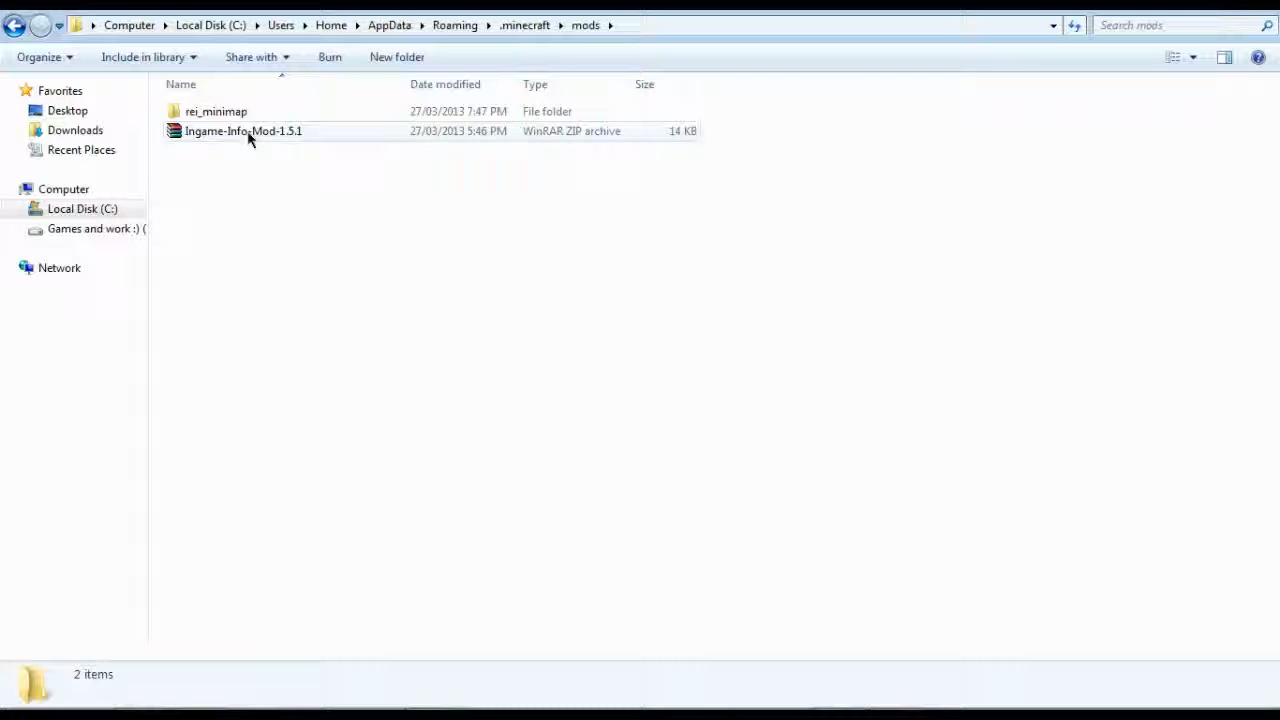 Computer Local Disk (C:) Users Home AppData Roaming .minecraft mods Search mods
Organize Include in library Share with Burn New folder
Name Date modified Type Size
Favorites
Desktop
Downloads
Recent Places
Computer
Local Disk (C:)
Games and work :) (
Network
rei_minimap 27/03/2013 7:47 PM File folder
Ingame-Info-Mod-1.5.1 27/03/2013 5:46 PM WinRAR ZIP archive 14 KB
2 items